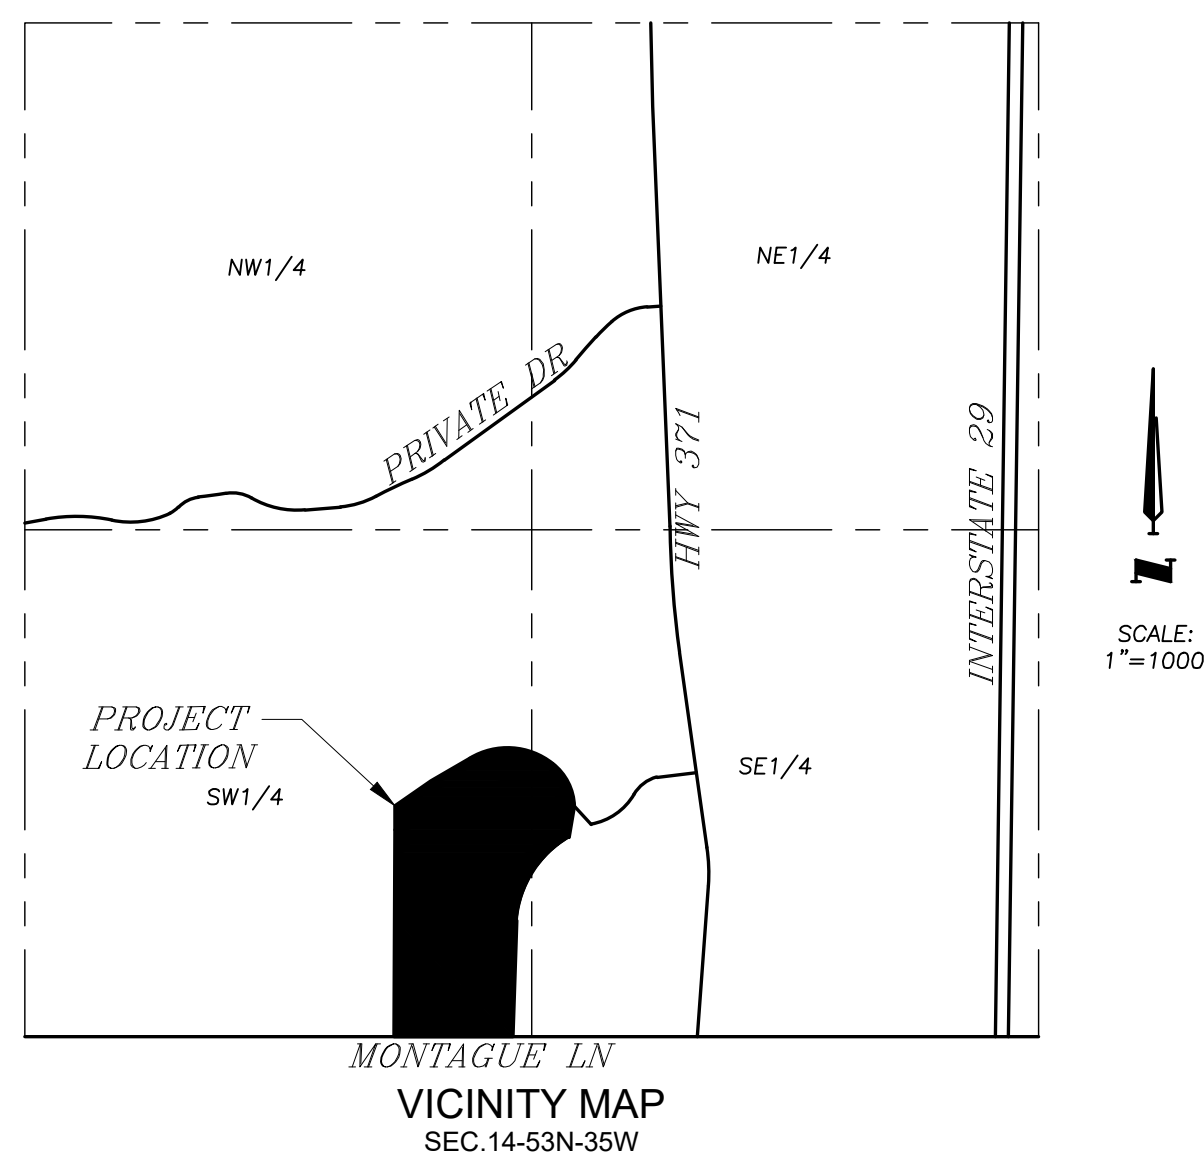 NW1/4
NE1/4
PRIVATE DR
HWY 371
INTERSTATE 29
N
SCALE:
1"=1000
PROJECT
LOCATION
SW1/4
SE1/4
MONTAGUE LN
VICINITY MAP
SEC.14-53N-35W